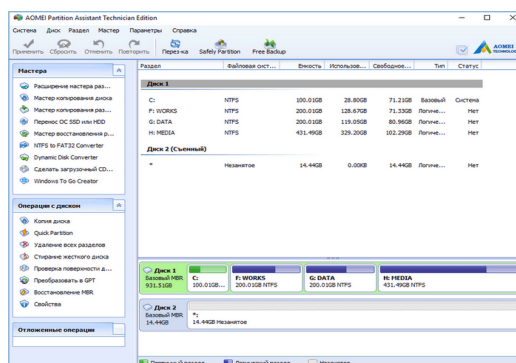 AOMEI Partition Assistant Technician Edition
Система Диск Раздел Мастер Параметры Справка
Применить Сбросить Отменить Повторить Перез-ка Safely Partition Free Backup
AOMEI
TECHNOLOGY
Мастера
Расширение мастера раз...
Мастер копирования диска
Мастер копирования раз...
Перенос ОС SSD или HDD
Мастер восстановления р...
NTFS to FAT32 Converter
Dynamic Disk Converter
Сделать загрузочный CD...
Windows To Go Creator
Операции с диском
Копия диска
Quick Partition
Удаление всех разделов
Стирание жесткого диска
Проверка поверхности д...
Преобразовать в GPT
Восстановление MBR
Свойства
Отложенные операции
Раздел Файловая сист... Емкость Использова... Свободное... Тип Статус
Диск 1
C: NTFS 100.01GB 28.80GB 71.21GB Базовый Система
F: WORKS NTFS 200.01GB 128.67GB 71.33GB Логиче... Нет
G: DATA NTFS 200.01GB 119.05GB 80.96GB Логиче... Нет
H: MEDIA NTFS 431.49GB 329.20GB 102.29GB Логиче... Нет
Диск 2 (Съемный)
* Незанятое 14.44GB 0.00KB 14.44GB Логиче... Нет
Диск 1
Базовый MBR
931.51GB
C:
100.01GB...
F: WORKS
200.01GB NTFS
G: DATA
200.01GB NTFS
H: MEDIA
431.49GB NTFS
Диск 2
Базовый MBR
14.44GB
*:
14.44GB Незанятое